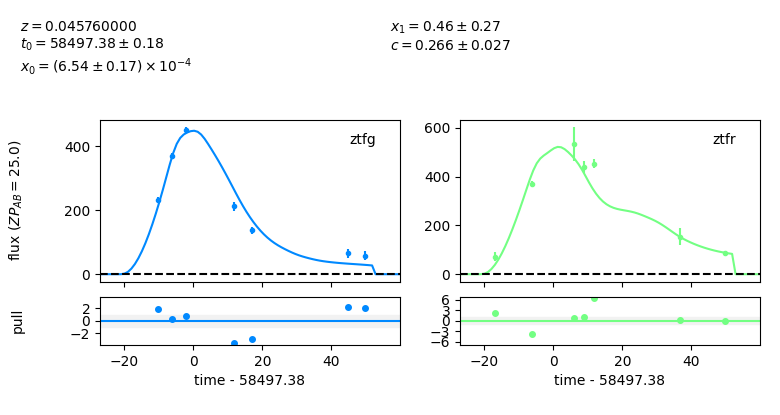 z = 0.045760000
t₀ = 58497.38 ± 0.18
x₀ = (6.54 ± 0.17) × 10⁻⁴
x₁ = 0.46 ± 0.27
c = 0.266 ± 0.027
flux (ZP_AB = 25.0)
400
200
0
ztfg
600
400
200
0
ztfr
pull
2
0
−2
−20
0
20
40
time - 58497.38
6
3
0
−3
−6
−20
0
20
40
time - 58497.38